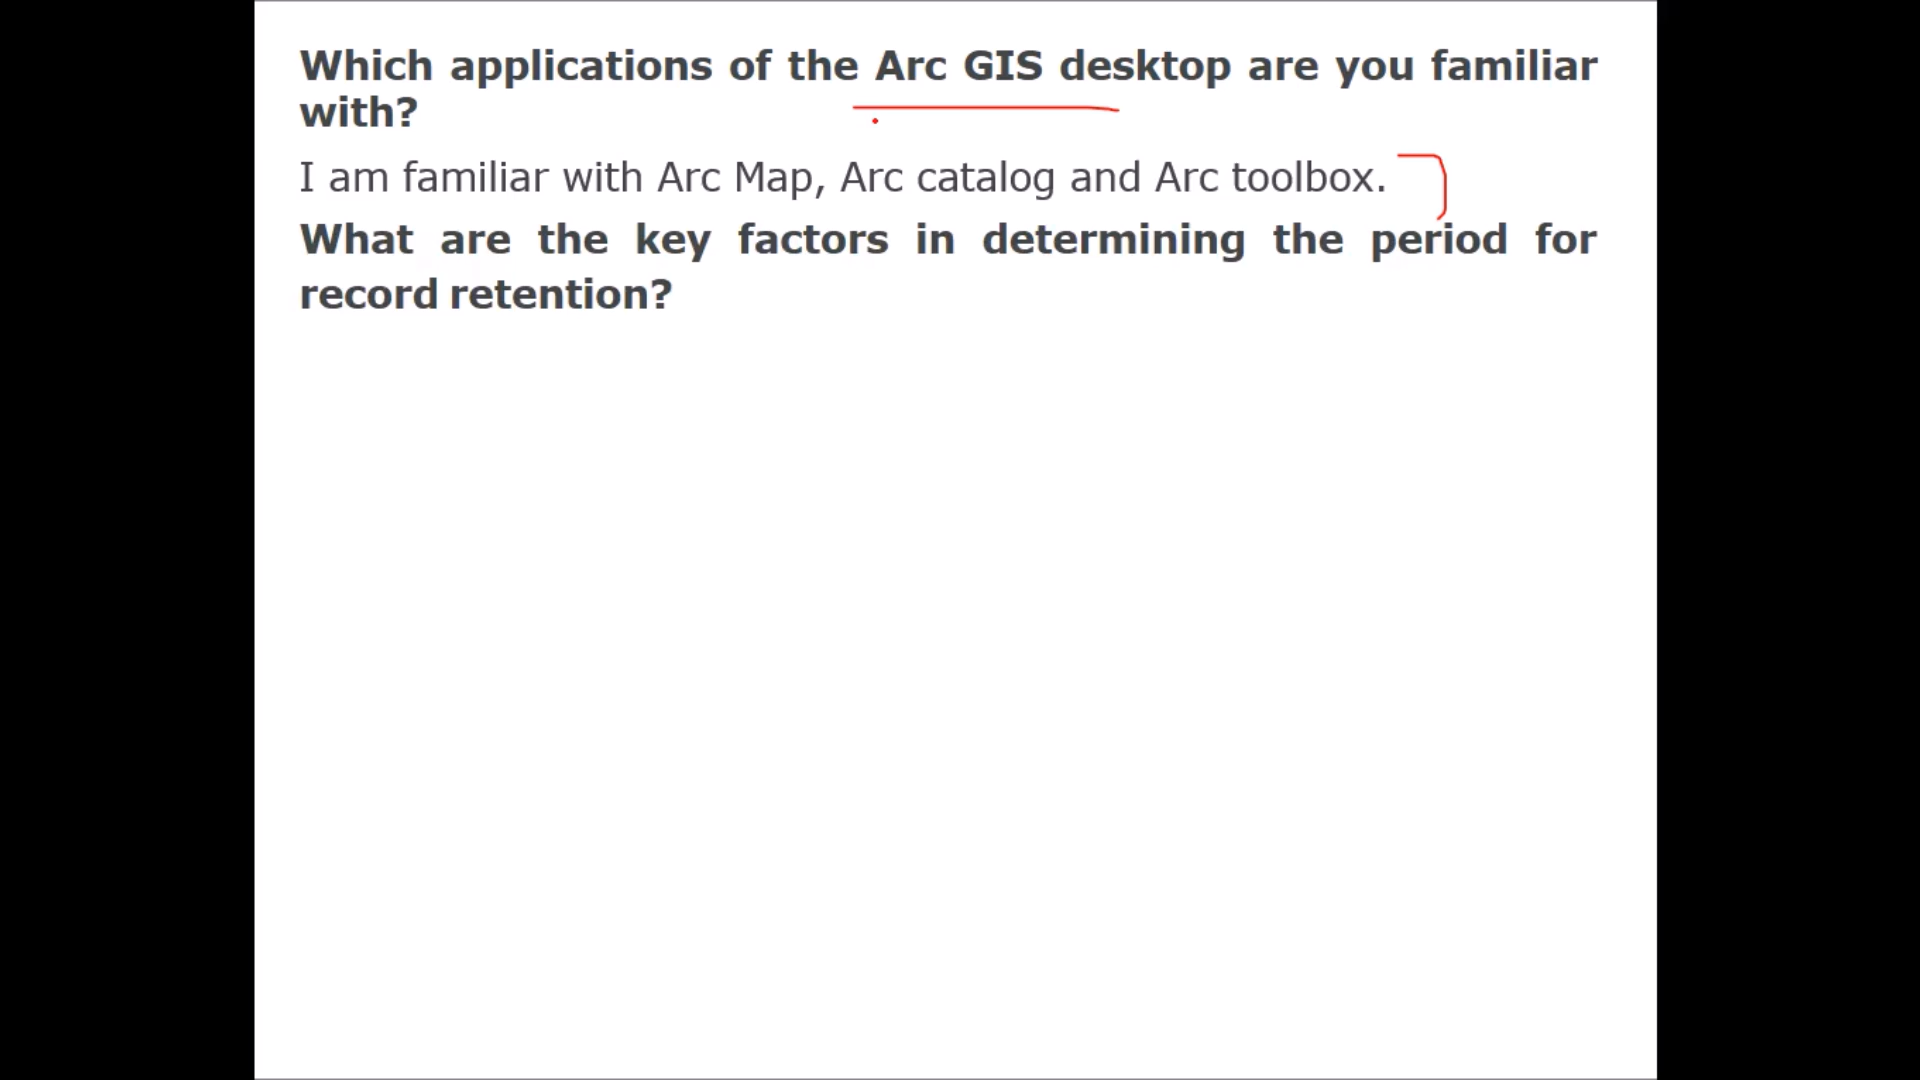 Which applications of the Arc GIS desktop are you familiar
with?
I am familiar with Arc Map, Arc catalog and Arc toolbox.
What are the key factors in determining the period for
record retention?